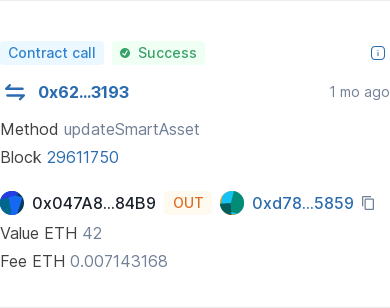 Contract call Success
0x62...3193 1 mo ago
Method updateSmartAsset
Block 29611750
0x047A8...84B9 OUT 0xd78...5859
Value ETH 42
Fee ETH 0.007143168